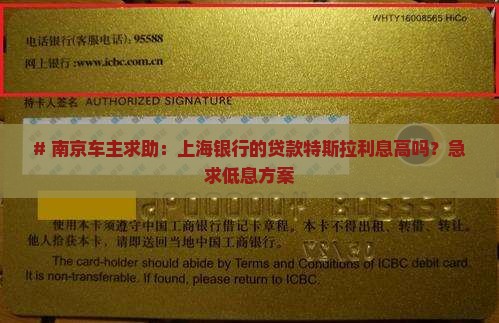 WHTY16008565 HiCo
电话银行(客服电话):95588
网上银行:www.icbc.com.cn
持卡人签名 AUTHORIZED SIGNATURE
# 南京车主求助：上海银行的贷款特斯拉利息高吗？急
求低息方案
使用本卡须遵守中国工商银行借记卡章程。本卡不得出租、转借、转让。
他人拾获本卡，请即送回当地中国工商银行。
The card-holder should abide by Terms and Conditions of ICBC debit card.
It is non-transferable. If found, please return to ICBC.